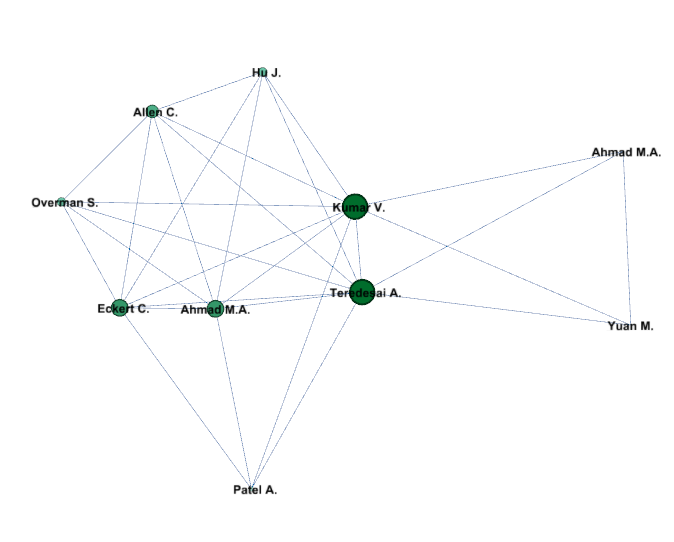 Hu J.
Allen C.
Ahmad M.A.
Overman S.
Kumar V.
Teredesai A.
Eckert C.
Ahmad M.A.
Yuan M.
Patel A.